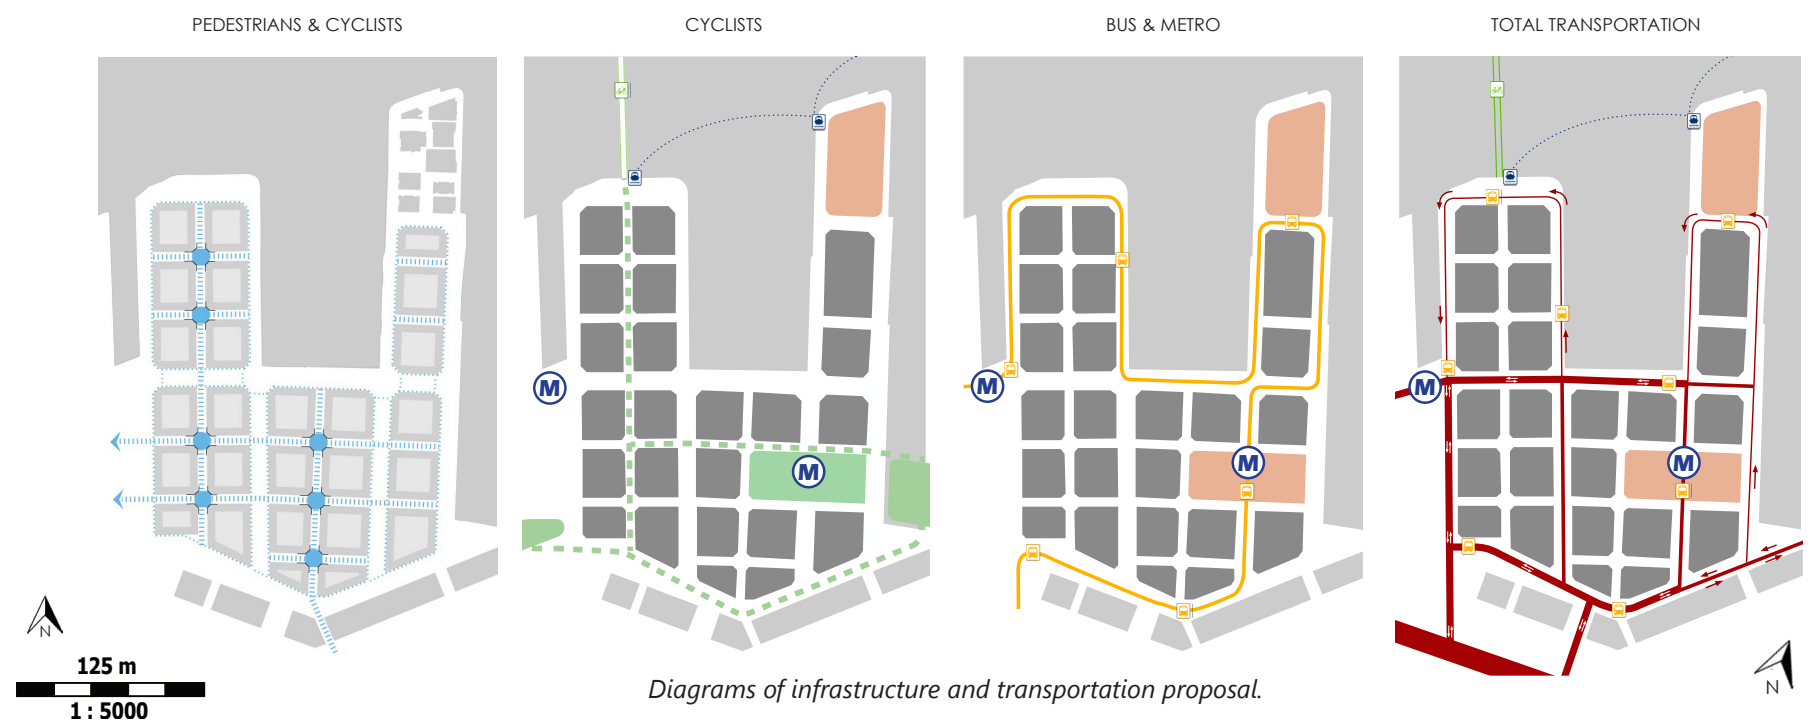 PEDESTRIANS & CYCLISTS
CYCLISTS
BUS & METRO
TOTAL TRANSPORTATION
M
M
M
M
M
M
N
N
125 m
1 : 5000
Diagrams of infrastructure and transportation proposal.